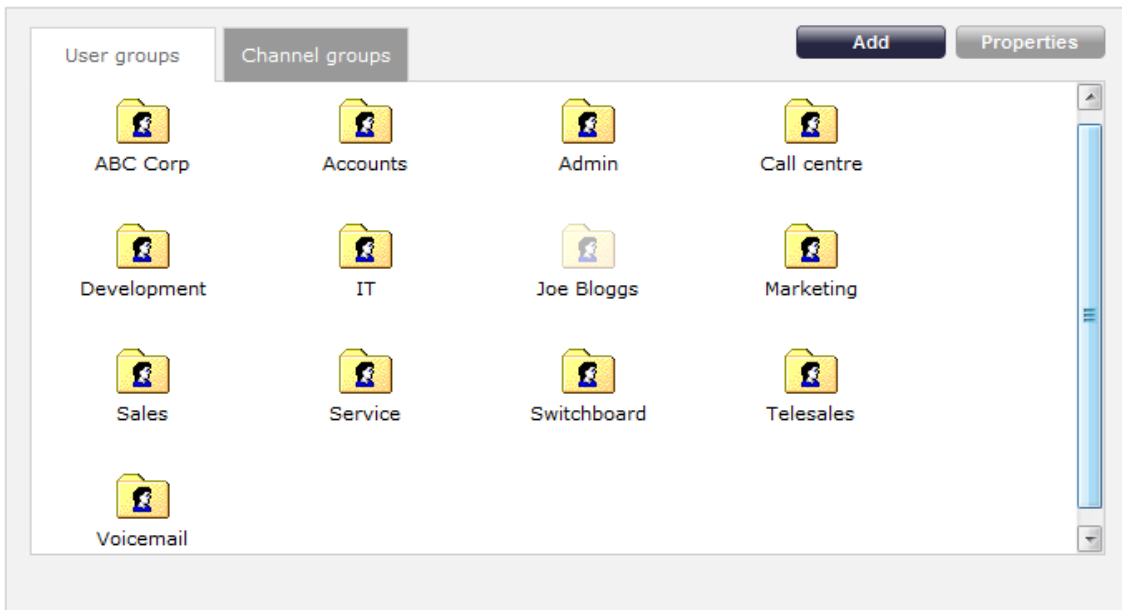 User groups Channel groups Add Properties
ABC Corp Accounts Admin Call centre
Development IT Joe Bloggs Marketing
Sales Service Switchboard Telesales
Voicemail